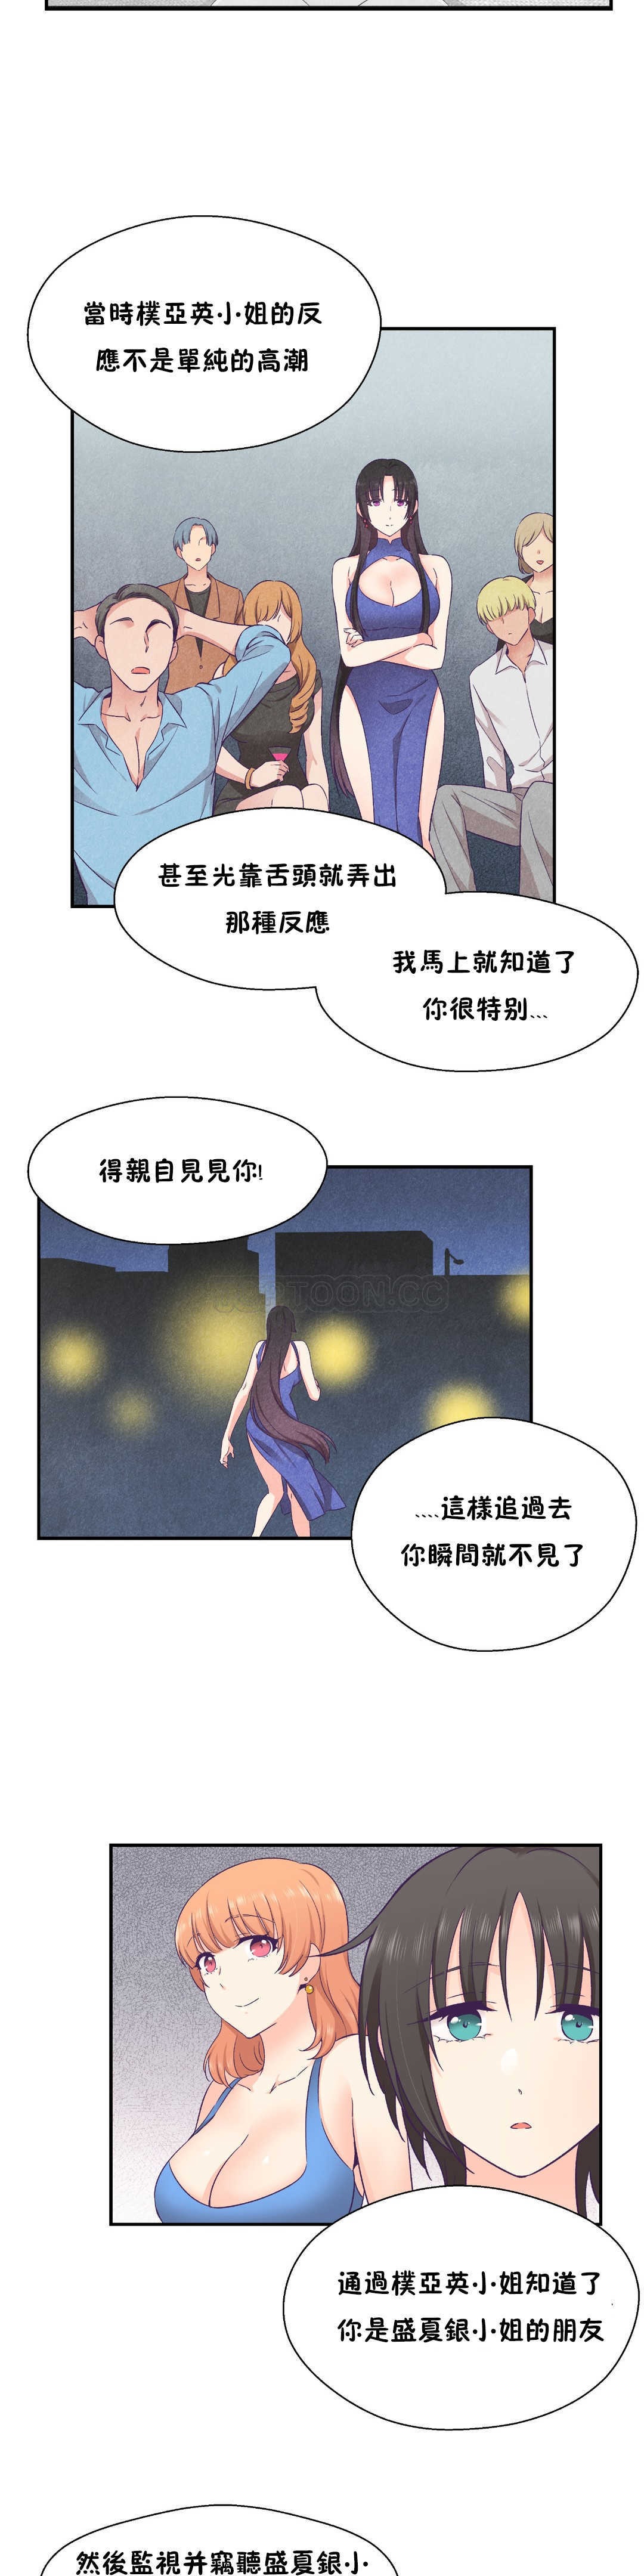 當時樸亞英小姐的反
應不是單純的高潮
甚至光靠舌頭就弄出
那種反應
我馬上就知道了
你很特别...
得親自見見你!
....這樣追過去
你瞬間就不見了
通過樸亞英小姐知道了
你是盛夏銀小姐的朋友
然後監視并竊聽盛夏銀小